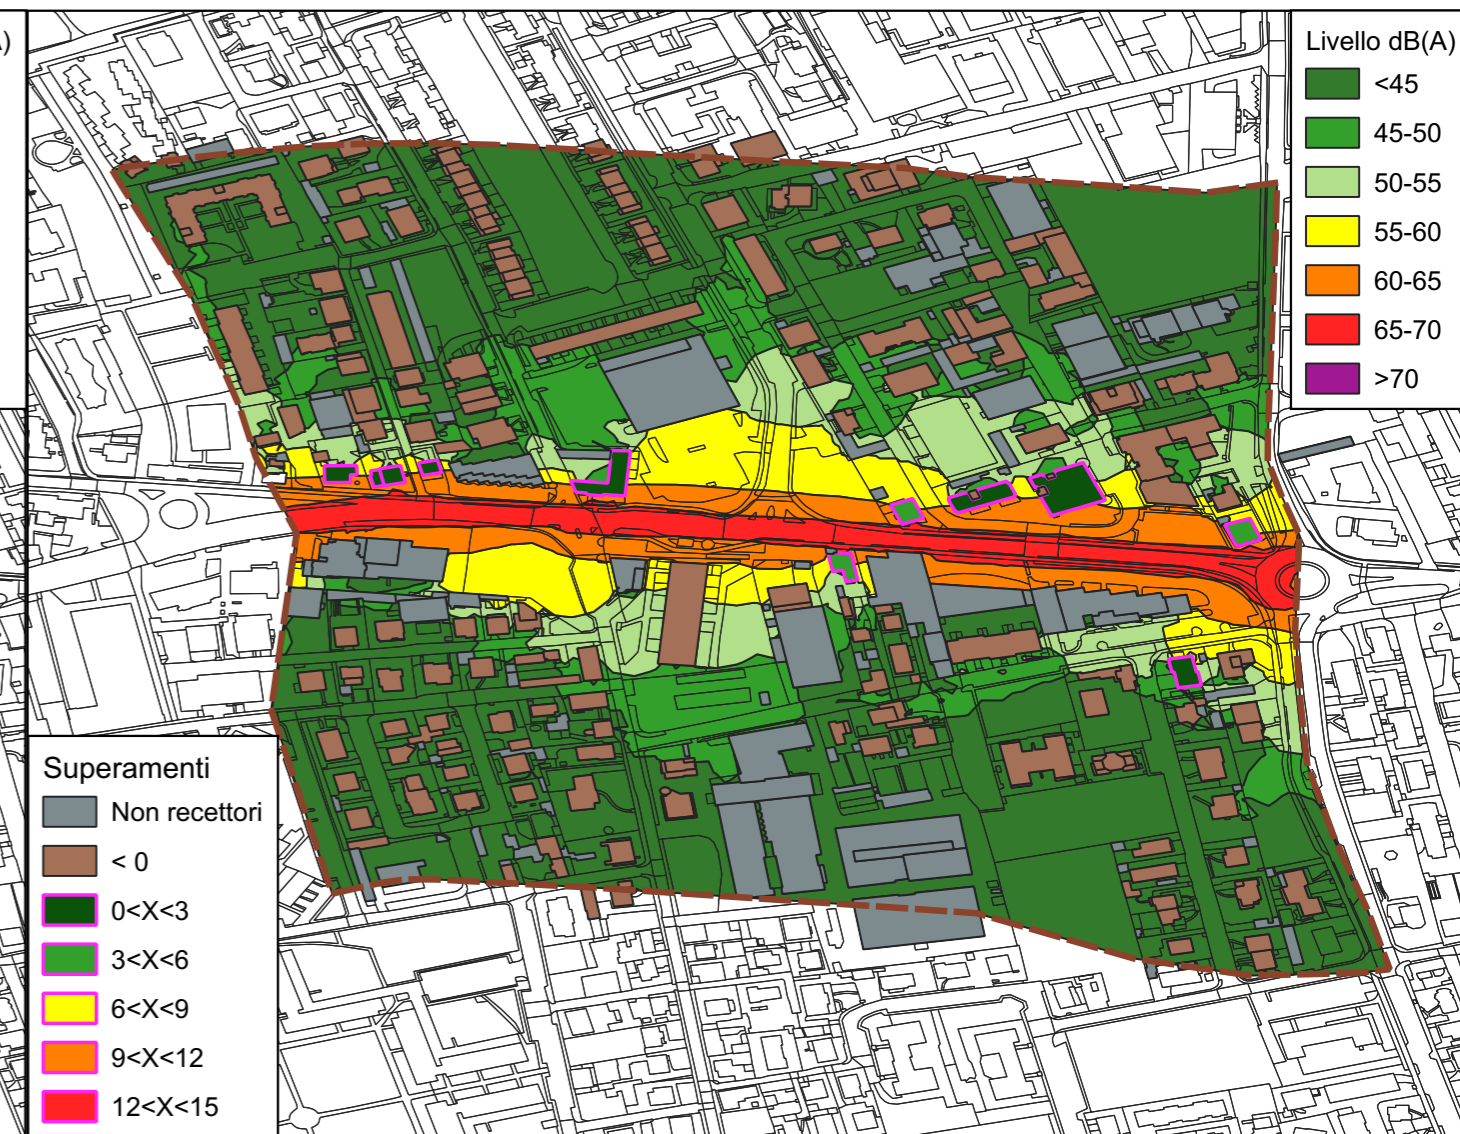 A)
Livello dB(A)
<45
45-50
50-55
55-60
60-65
65-70
>70
Superamenti
Non recettori
< 0
0<X<3
3<X<6
6<X<9
9<X<12
12<X<15